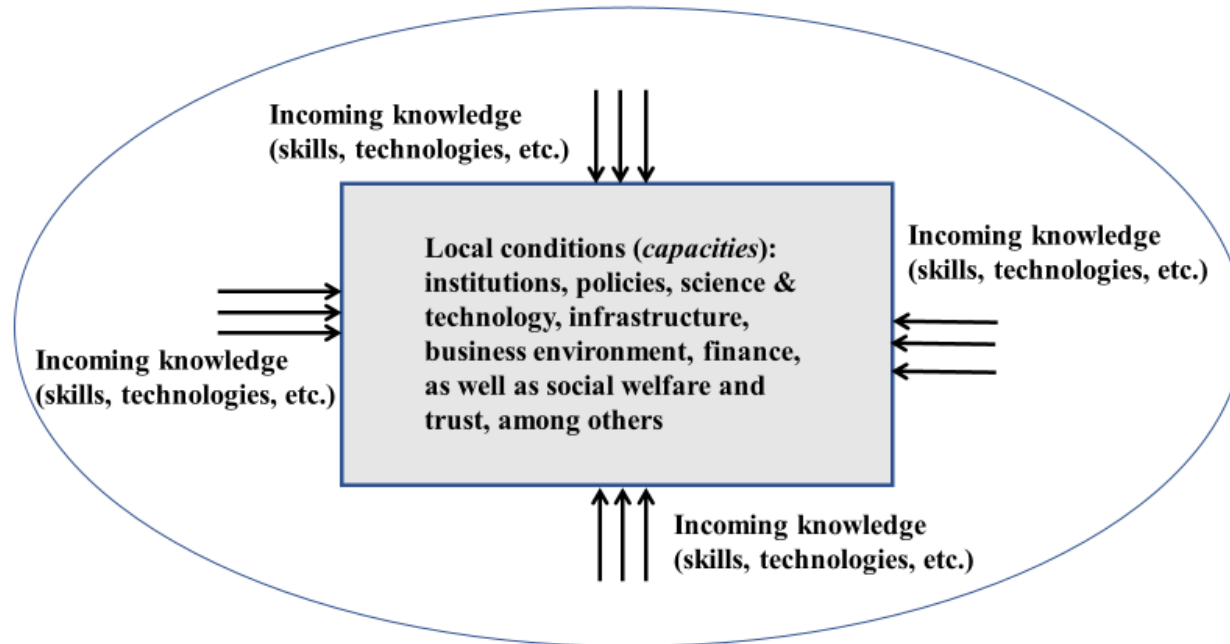 Incoming knowledge
(skills, technologies, etc.)
Local conditions (capacities):
institutions, policies, science &
technology, infrastructure,
business environment, finance,
as well as social welfare and
trust, among others
Incoming knowledge
(skills, technologies, etc.)
Incoming knowledge
(skills, technologies, etc.)
Incoming knowledge
(skills, technologies, etc.)